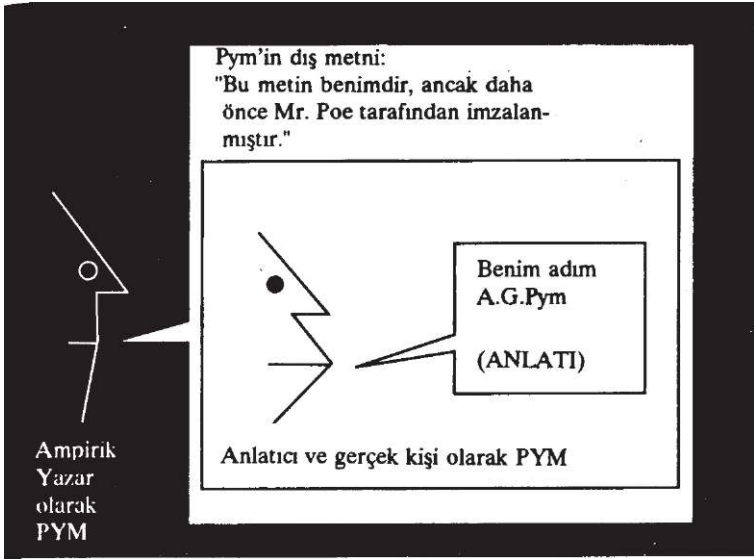 Pym'in dış metni:
"Bu metin benimdir, ancak daha
önce Mr. Poe tarafından imzalan-
mıştır."
Benim adım
A.G.Pym
(ANLATI)
Anlatıcı ve gerçek kişi olarak PYM
Ampirik
Yazar
olarak
PYM